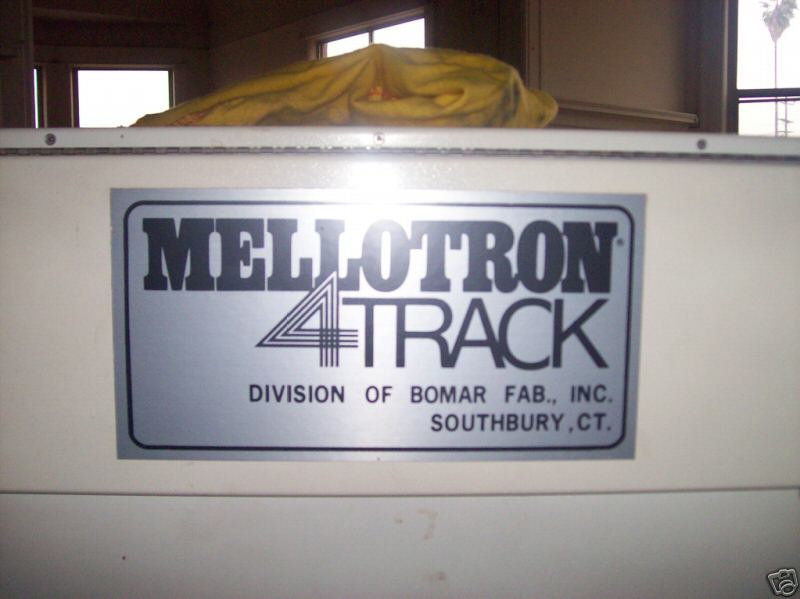 MELLOTRON®
4TRACK
DIVISION OF BOMAR FAB., INC.
SOUTHBURY, CT.